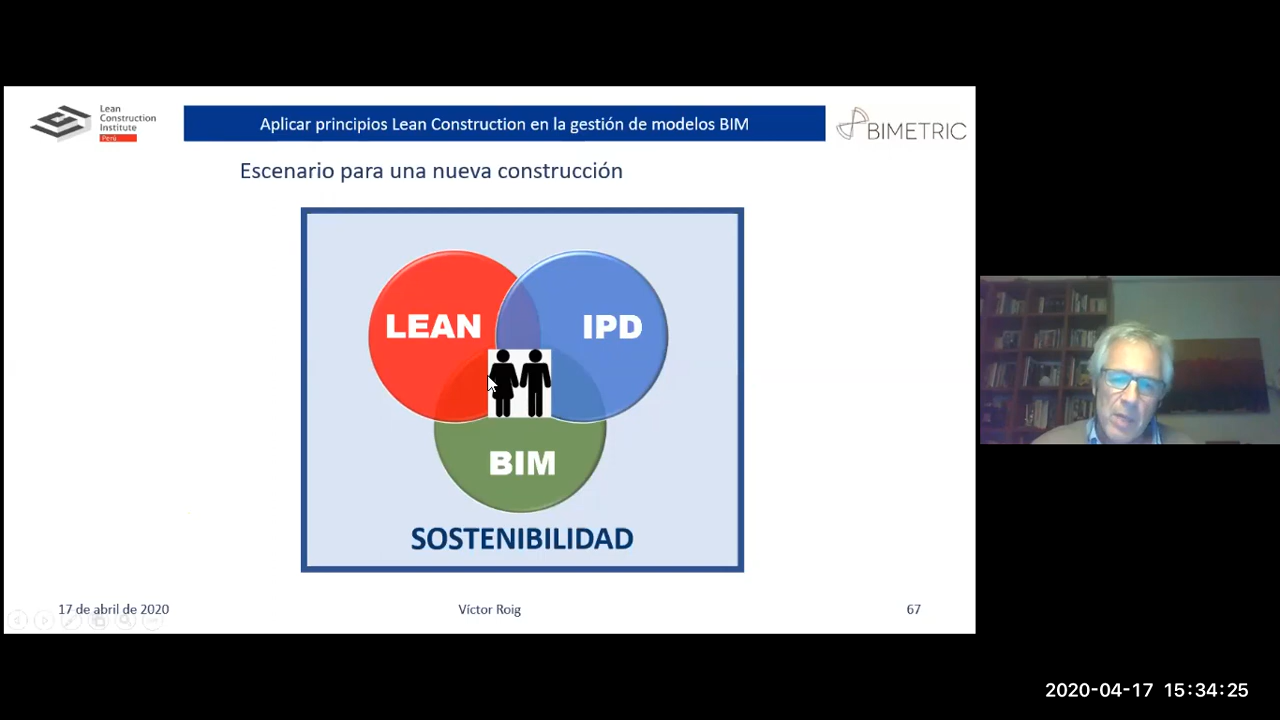 Lean
Construction
Institute
Perú
Aplicar principios Lean Construction en la gestión de modelos BIM
BIMETRIC
Escenario para una nueva construcción
LEAN
IPD
BIM
SOSTENIBILIDAD
17 de abril de 2020
Víctor Roig
67
2020-04-17 15:34:25